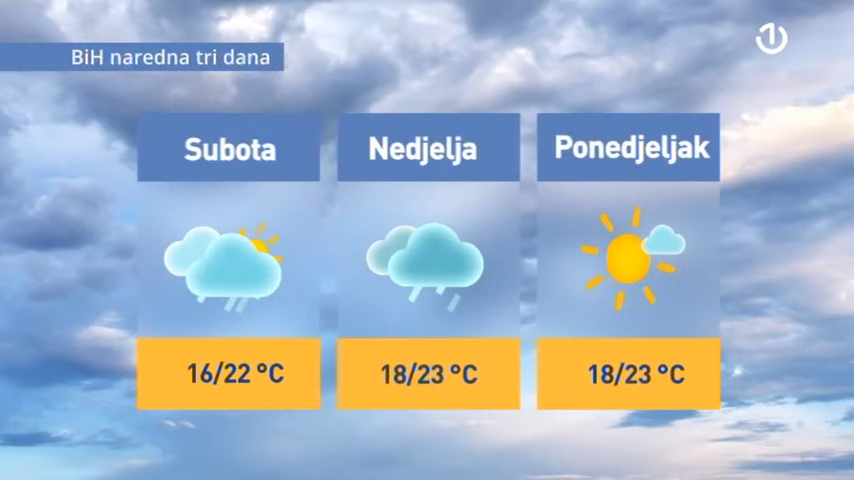 BiH naredna tri dana
Subota
Nedjelja
Ponedjeljak
16/22 °C
18/23 °C
18/23 °C